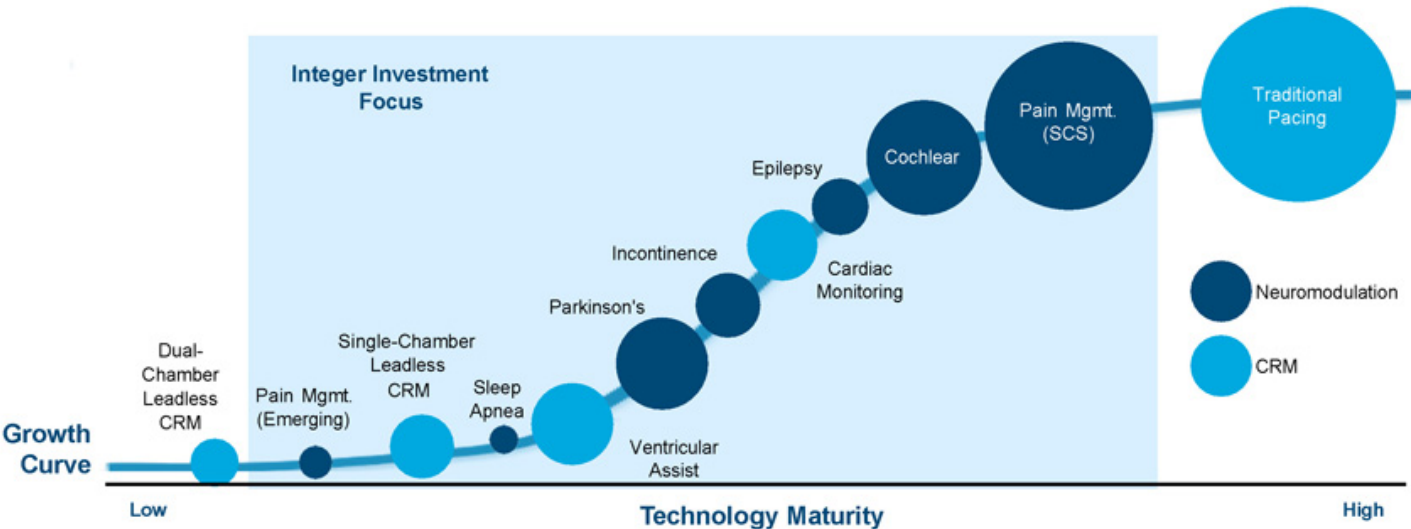 Integer Investment
Focus
Dual-
Chamber
Leadless
CRM
Pain Mgmt.
(Emerging)
Single-Chamber
Leadless
CRM
Sleep
Apnea
Ventricular
Assist
Parkinson's
Incontinence
Cardiac
Monitoring
Epilepsy
Cochlear
Pain Mgmt.
(SCS)
Traditional
Pacing
Neuromodulation
CRM
Growth
Curve
Low
Technology Maturity
High